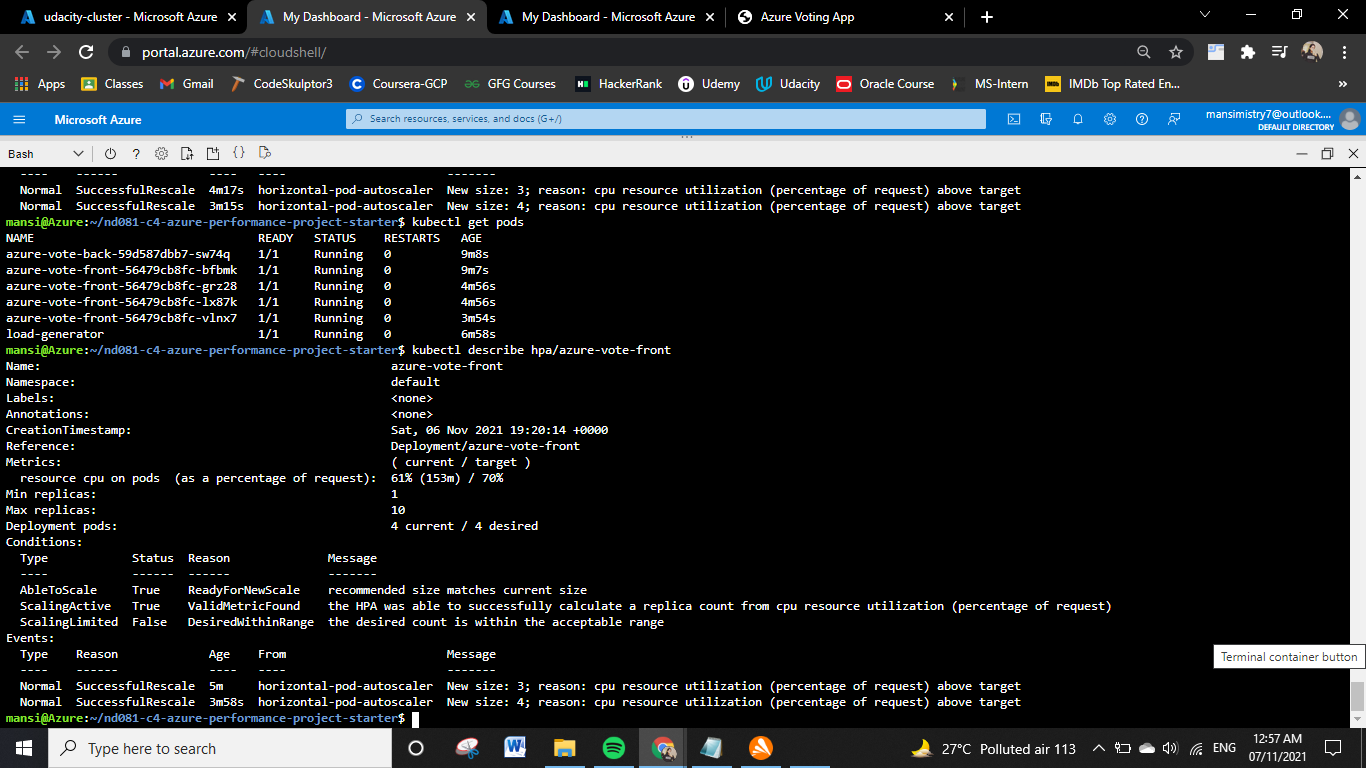 udacity-cluster - Microsoft Azure
My Dashboard - Microsoft Azure
My Dashboard - Microsoft Azure
Azure Voting App
portal.azure.com/#cloudshell/
Apps Classes Gmail CodeSkulptor3 Coursera-GCP GFG Courses HackerRank Udemy Udacity Oracle Course MS-Intern IMDb Top Rated En... »
Microsoft Azure
Search resources, services, and docs (G+/)
mansimistry7@outlook....
DEFAULT DIRECTORY
Bash
---- ------ ---- ---- -------
Normal SuccessfulRescale 4m17s horizontal-pod-autoscaler New size: 3; reason: cpu resource utilization (percentage of request) above target
Normal SuccessfulRescale 3m15s horizontal-pod-autoscaler New size: 4; reason: cpu resource utilization (percentage of request) above target
mansi@Azure:~/nd081-c4-azure-performance-project-starter$ kubectl get pods
NAME READY STATUS RESTARTS AGE
azure-vote-back-59d587dbb7-sw74q 1/1 Running 0 9m8s
azure-vote-front-56479cb8fc-bfbmk 1/1 Running 0 9m7s
azure-vote-front-56479cb8fc-grz28 1/1 Running 0 4m56s
azure-vote-front-56479cb8fc-lx87k 1/1 Running 0 4m56s
azure-vote-front-56479cb8fc-vlnx7 1/1 Running 0 3m54s
load-generator 1/1 Running 0 6m58s
mansi@Azure:~/nd081-c4-azure-performance-project-starter$ kubectl describe hpa/azure-vote-front
Name: azure-vote-front
Namespace: default
Labels: <none>
Annotations: <none>
CreationTimestamp: Sat, 06 Nov 2021 19:20:14 +0000
Reference: Deployment/azure-vote-front
Metrics: ( current / target )
resource cpu on pods (as a percentage of request): 61% (153m) / 70%
Min replicas: 1
Max replicas: 10
Deployment pods: 4 current / 4 desired
Conditions:
Type Status Reason Message
---- ------ ------ -------
AbleToScale True ReadyForNewScale recommended size matches current size
ScalingActive True ValidMetricFound the HPA was able to successfully calculate a replica count from cpu resource utilization (percentage of request)
ScalingLimited False DesiredWithinRange the desired count is within the acceptable range
Events:
Type Reason Age From Message
---- ------ ---- ---- -------
Normal SuccessfulRescale 5m horizontal-pod-autoscaler New size: 3; reason: cpu resource utilization (percentage of request) above target
Normal SuccessfulRescale 3m58s horizontal-pod-autoscaler New size: 4; reason: cpu resource utilization (percentage of request) above target
mansi@Azure:~/nd081-c4-azure-performance-project-starter$
Terminal container button
Type here to search
27°C Polluted air 113
ENG
12:57 AM
07/11/2021